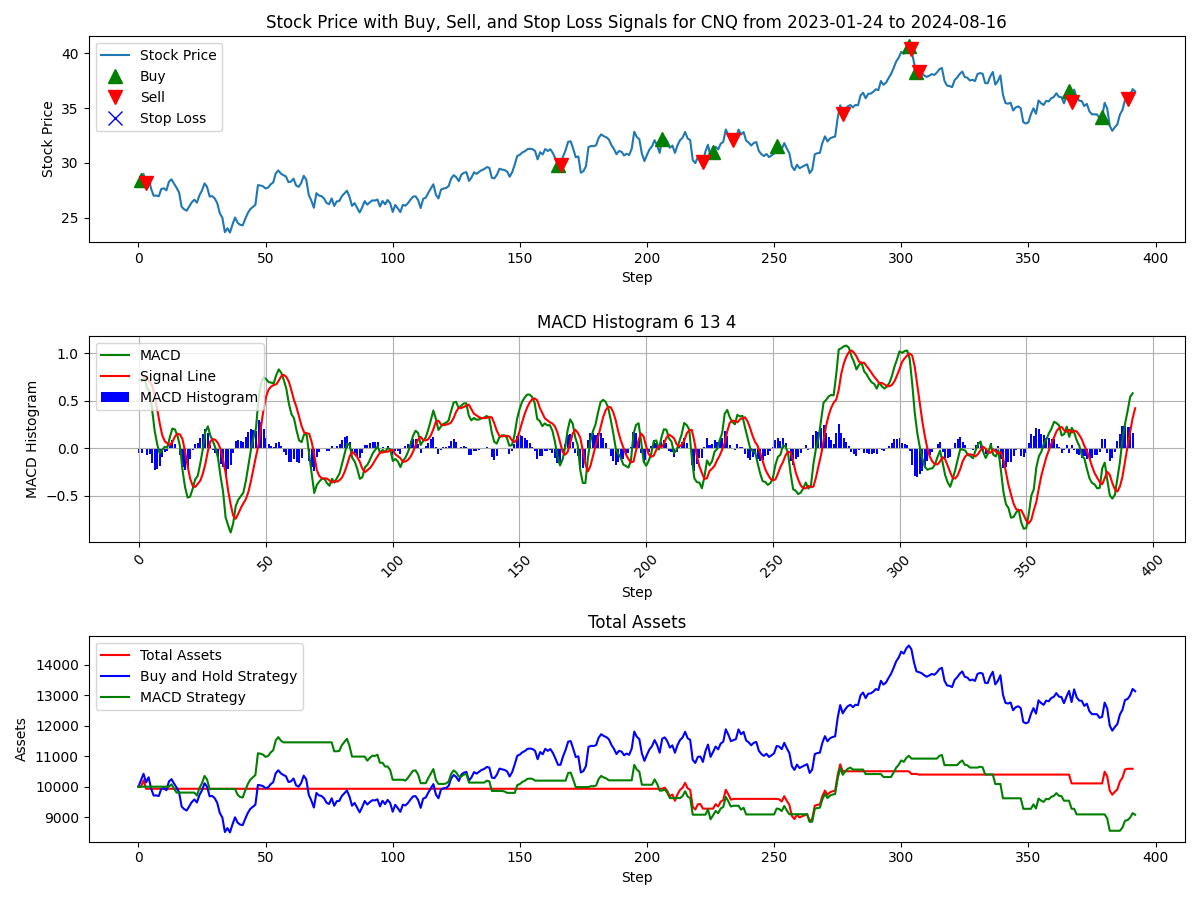 Stock Price with Buy, Sell, and Stop Loss Signals for CNQ from 2023-01-24 to 2024-08-16
Stock Price
40
35
30
25
Stock Price
Buy
Sell
Stop Loss
0 50 100 150 200 250 300 350 400
Step
MACD Histogram 6 13 4
MACD Histogram
1.0
0.5
0.0
−0.5
MACD
Signal Line
MACD Histogram
0 50 100 150 200 250 300 350 400
Step
Total Assets
Assets
14000
13000
12000
11000
10000
9000
Total Assets
Buy and Hold Strategy
MACD Strategy
0 50 100 150 200 250 300 350 400
Step